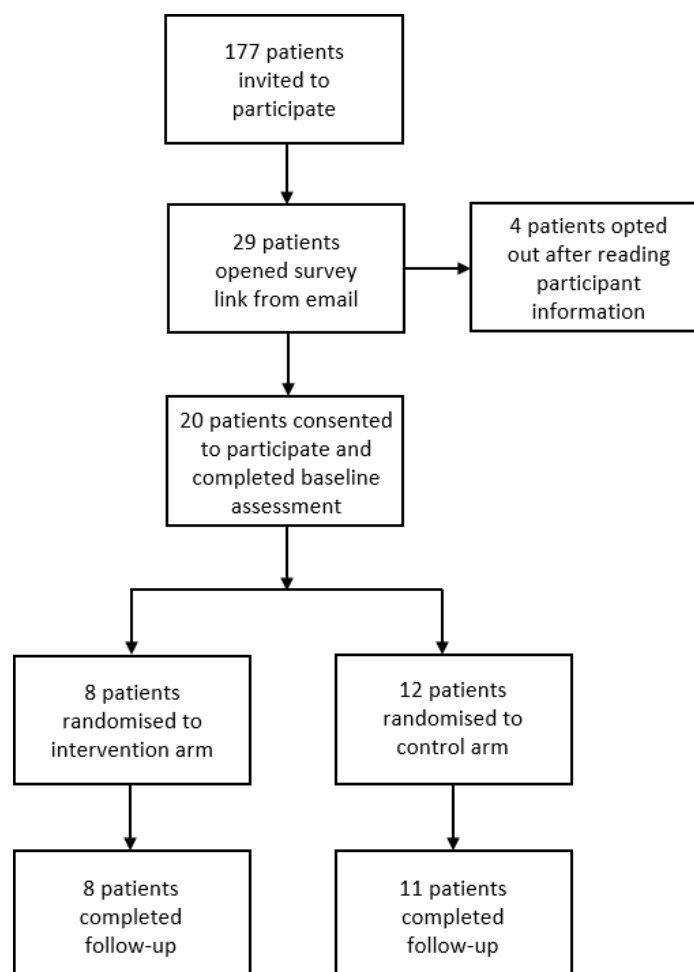 177 patients
invited to
participate
29 patients
opened survey
link from email
4 patients opted
out after reading
participant
information
20 patients consented
to participate and
completed baseline
assessment
8 patients
randomised to
intervention arm
12 patients
randomised to
control arm
8 patients
completed
follow-up
11 patients
completed
follow-up